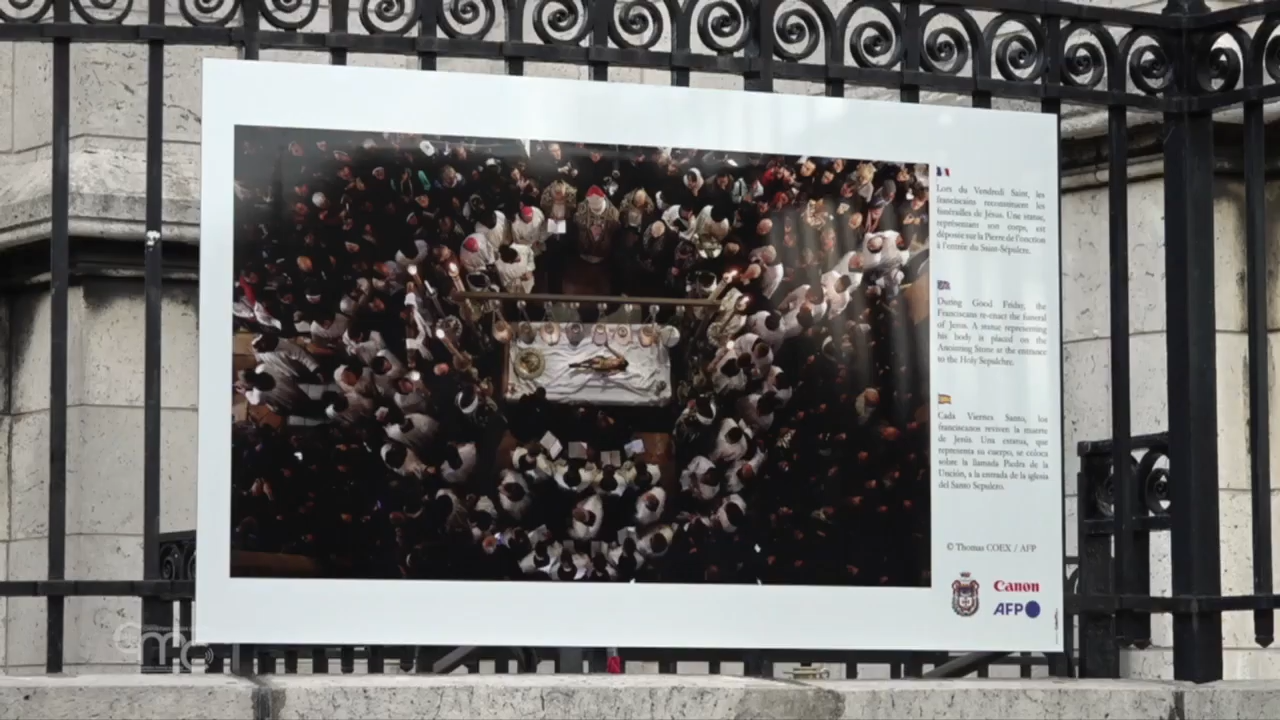 Lors du Vendredi Saint, les
franciscains reconstituent les
funérailles de Jésus. Une statue,
représentant son corps, est
déposée sur la Pierre de l'onction
à l'entrée du Saint-Sépulcre.
During Good Friday, the
Franciscans re-enact the funeral
of Jesus. A statue representing
his body is placed on the
Anointing Stone at the entrance
to the Holy Sepulchre.
Cada Viernes Santo, los
franciscanos reviven la muerte
de Jesús. Una estatua, que
representa su cuerpo, se coloca
sobre la llamada Piedra de la
Unción, a la entrada de la iglesia
del Santo Sepulcro.
© Thomas COEX / AFP
Canon
AFP
cmc